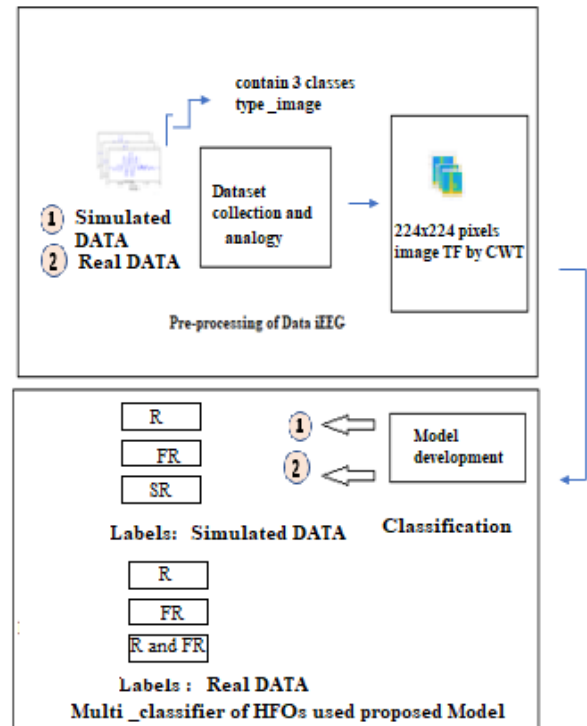 contain 3 classes
type _image
1 Simulated
DATA
2 Real DATA
Dataset
collection and
analogy
224x224 pixels
image TF by CWT
Pre-processing of Data iEEG
R
FR
SR
1
2
Model
development
Labels: Simulated DATA
Classification
R
FR
R and FR
Labels : Real DATA
Multi _classifier of HFOs used proposed Model